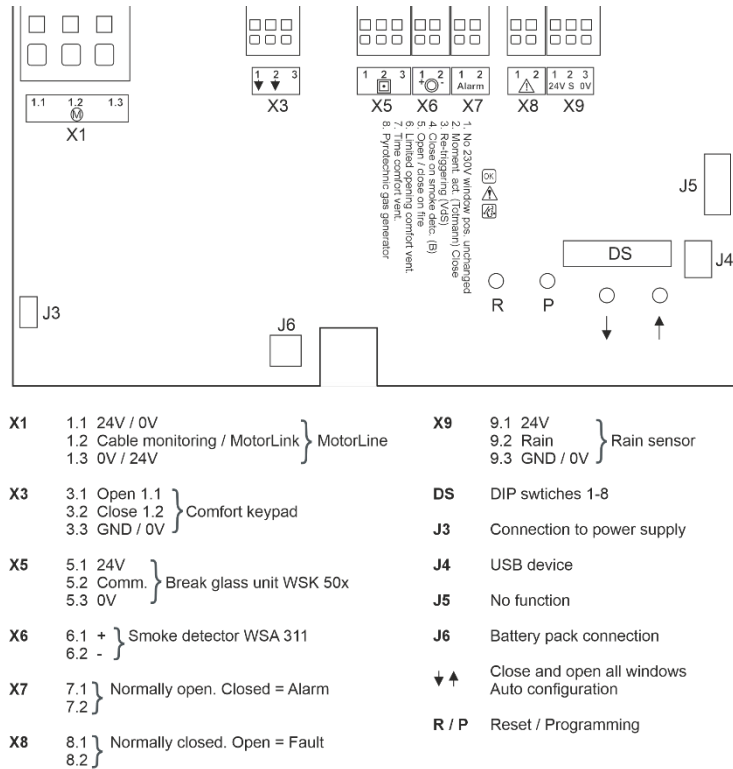 1 2 3
1 2 3
1 2
+ -
1 2
Alarm
1 2
1 2 3
24V S 0V
1.1 1.2 1.3
M
X1
X3
X5
X6
X7
X8
X9
1. No 230V window pos. unchanged
2. Moment. act. (Totmann) Close
3. Re-triggering (VdS)
4. Close on smoke detc. (B)
5. Open / close on fire
6. Limited opening comfort vent.
7. Time comfort vent.
8. Pyrotechnic gas generator
OK
J5
DS
J4
R
P
J3
J6
X1 1.1 24V / 0V
1.2 Cable monitoring / MotorLink
1.3 0V / 24V
MotorLine
X3 3.1 Open 1.1
3.2 Close 1.2
3.3 GND / 0V
Comfort keypad
X5 5.1 24V
5.2 Comm.
5.3 0V
Break glass unit WSK 50x
X6 6.1 +
6.2 -
Smoke detector WSA 311
X7 7.1
7.2
Normally open. Closed = Alarm
X8 8.1
8.2
Normally closed. Open = Fault
X9 9.1 24V
9.2 Rain
9.3 GND / 0V
Rain sensor
DS DIP swtiches 1-8
J3 Connection to power supply
J4 USB device
J5 No function
J6 Battery pack connection
Close and open all windows
Auto configuration
R / P Reset / Programming